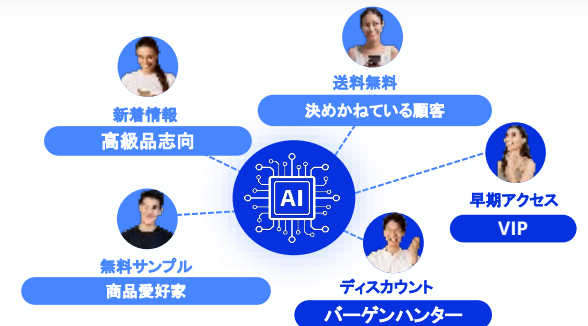 送料無料
決めかねている顧客
新着情報
高級品志向
AI
早期アクセス
VIP
無料サンプル
商品愛好家
ディスカウント
バーゲンハンター